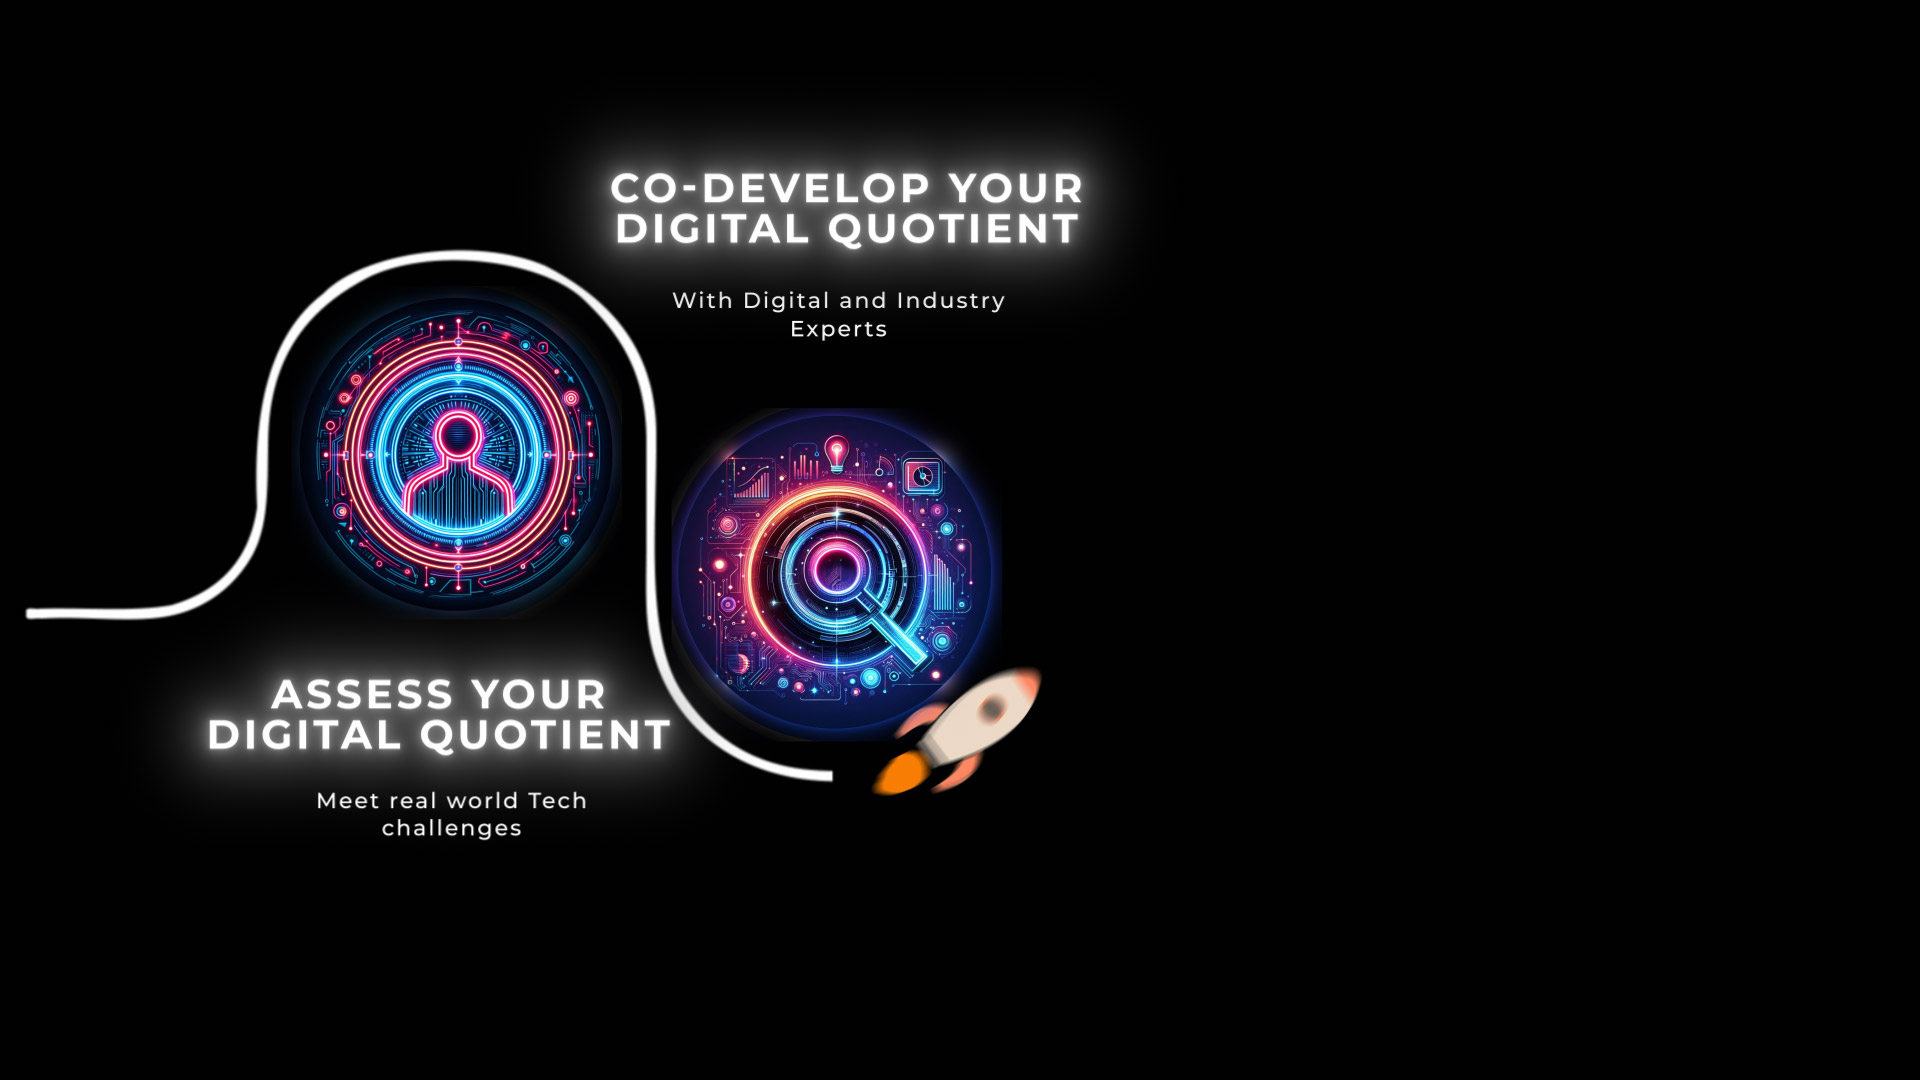 CO-DEVELOP YOUR
DIGITAL QUOTIENT
With Digital and Industry
Experts
ASSESS YOUR
DIGITAL QUOTIENT
Meet real world Tech
challenges